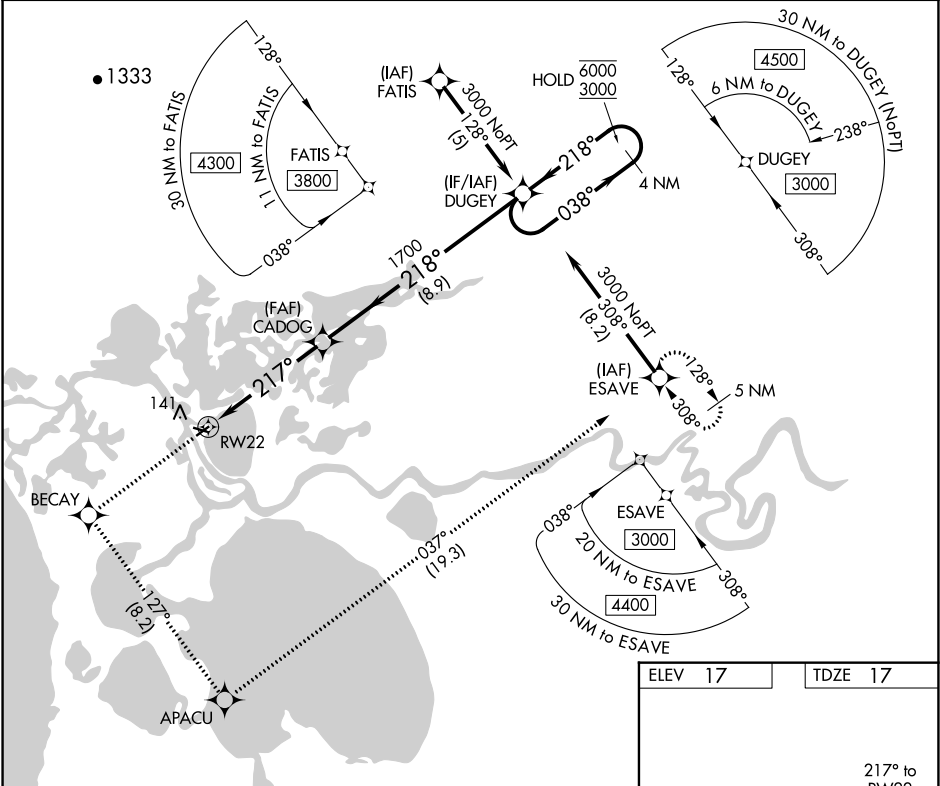 1333
128°
30 NM to FATIS
4300
11 NM to FATIS
FATIS
3800
038°
(IAF)
FATIS
3000 NoPT
128°
(5)
HOLD
6000
3000
218°
4 NM
038°
(IF/IAF)
DUGEY
30 NM to DUGEY (NoPT)
4500
128°
6 NM to DUGEY
238°
DUGEY
3000
308°
1700
218°
(8.9)
(FAF)
CADOG
217°
141
RW22
3000 NoPT
308°
(8.2)
(IAF)
ESAVE
128°
5 NM
308°
BECAY
127°
(8.2)
APACU
037°
(19.3)
038°
ESAVE
3000
20 NM to ESAVE
308°
4400
30 NM to ESAVE
ELEV 17
TDZE 17
217° to
RW22